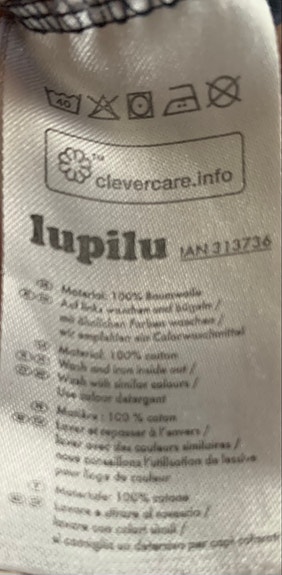 40
clevercare.info
TM
lupilu IAN 313736
Material: 100% Baumwolle
Auf links waschen und bügeln /
mit ähnlichen Farben waschen /
wir empfehlen ein Colorwaschmittel
Material: 100% cotton
Wash and iron inside out /
Wash with similar colours /
Use colour detergent
Matière: 100 % coton
Laver et repasser à l'envers /
laver avec des couleurs similaires /
nous conseillons l'utilisation de lessive
pour linge de couleur
Materiale: 100% cotone
Lavare e stirare al rovescio /
lavare con colori simili /
si consiglia un detersivo per capi colorati